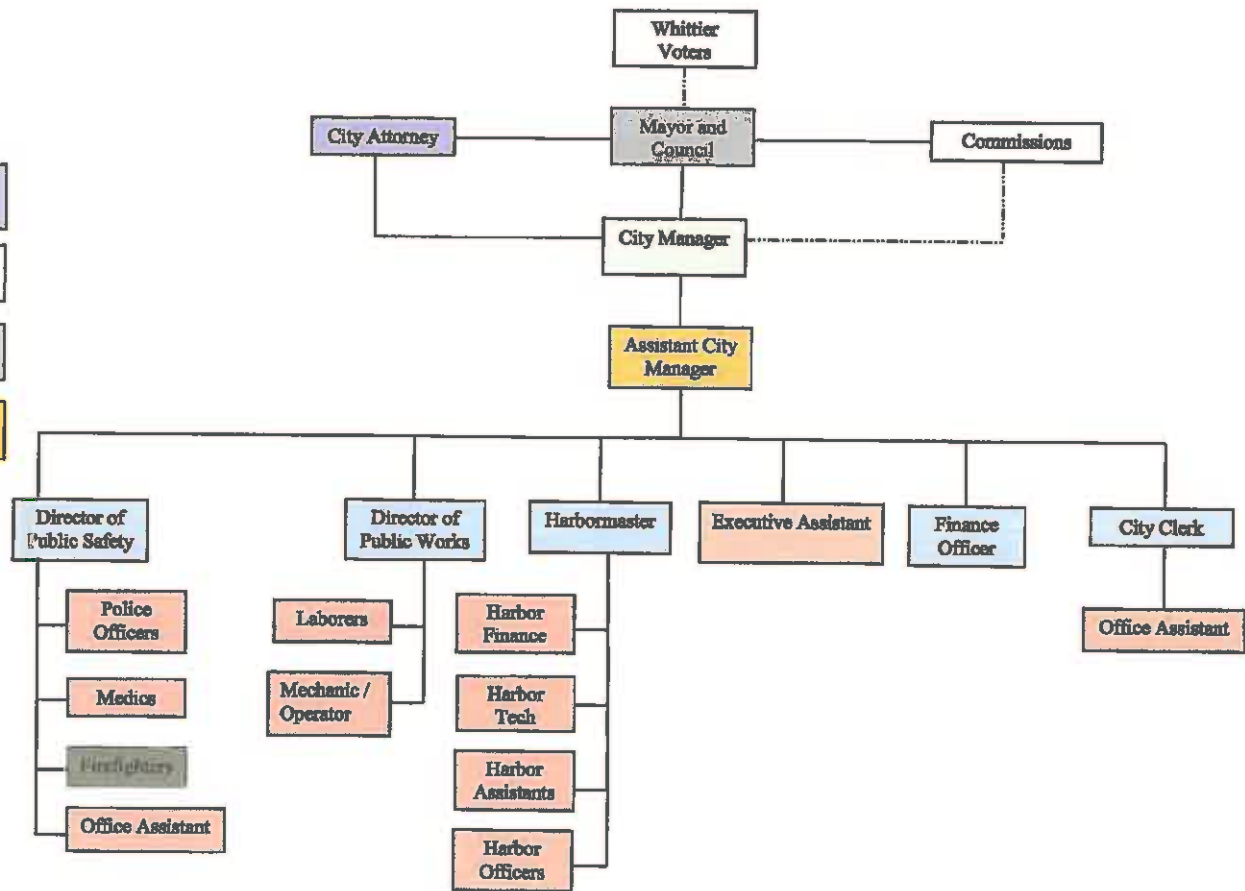 Whittier
Voters
City Attorney
Mayor and
Council
Commissions
City Manager
Assistant City
Manager
Director of
Public Safety
Director of
Public Works
Harbormaster
Executive Assistant
Finance
Officer
City Clerk
Police
Officers
Medics
Firefighters
Office Assistant
Laborers
Mechanic /
Operator
Harbor
Finance
Harbor
Tech
Harbor
Assistants
Harbor
Officers
Office Assistant